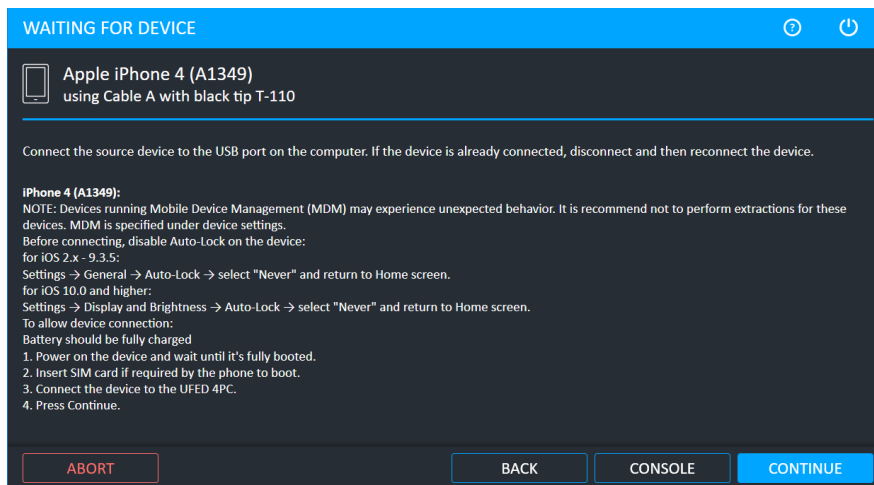 WAITING FOR DEVICE
Apple iPhone 4 (A1349)
using Cable A with black tip T-110
Connect the source device to the USB port on the computer. If the device is already connected, disconnect and then reconnect the device.
iPhone 4 (A1349):
NOTE: Devices running Mobile Device Management (MDM) may experience unexpected behavior. It is recommend not to perform extractions for these
devices. MDM is specified under device settings.
Before connecting, disable Auto-Lock on the device:
for iOS 2.x - 9.3.5:
Settings → General → Auto-Lock → select "Never" and return to Home screen.
for iOS 10.0 and higher:
Settings → Display and Brightness → Auto-Lock → select "Never" and return to Home screen.
To allow device connection:
Battery should be fully charged
1. Power on the device and wait until it's fully booted.
2. Insert SIM card if required by the phone to boot.
3. Connect the device to the UFED 4PC.
4. Press Continue.
ABORT BACK CONSOLE CONTINUE